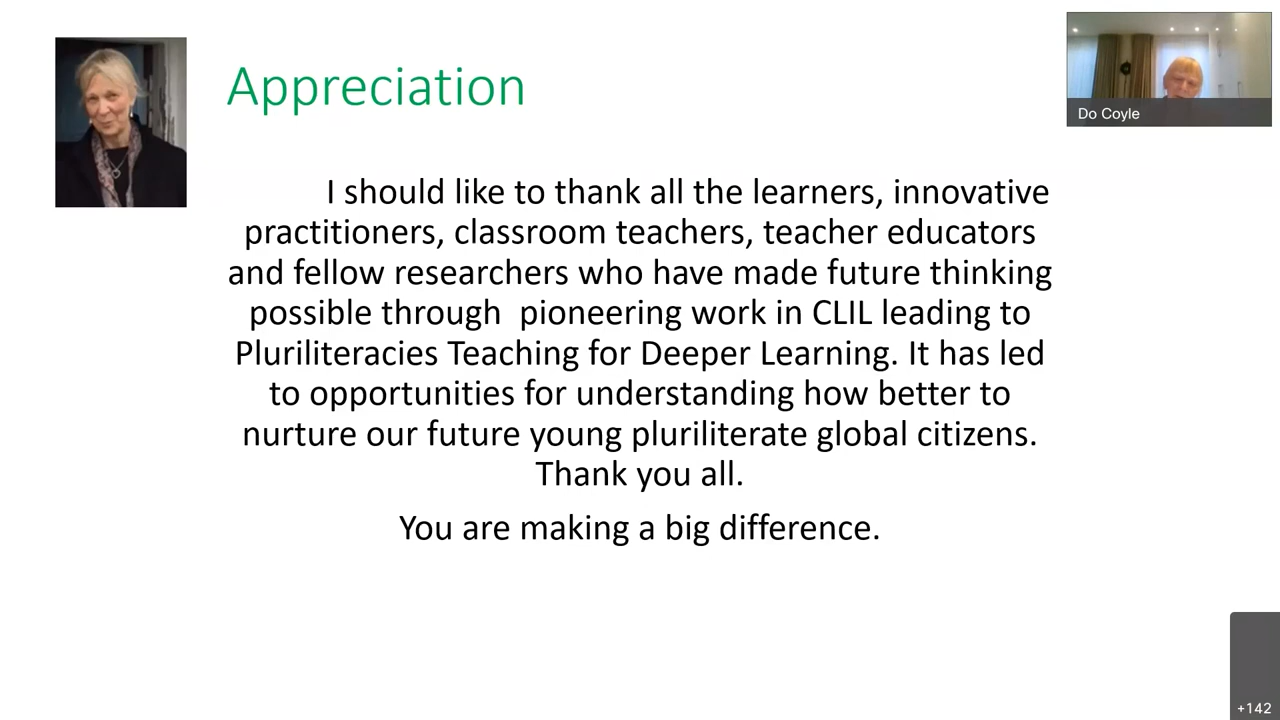 Appreciation
Do Coyle
I should like to thank all the learners, innovative
practitioners, classroom teachers, teacher educators
and fellow researchers who have made future thinking
possible through  pioneering work in CLIL leading to
Pluriliteracies Teaching for Deeper Learning. It has led
to opportunities for understanding how better to
nurture our future young pluriliterate global citizens.
Thank you all.
You are making a big difference.
+142